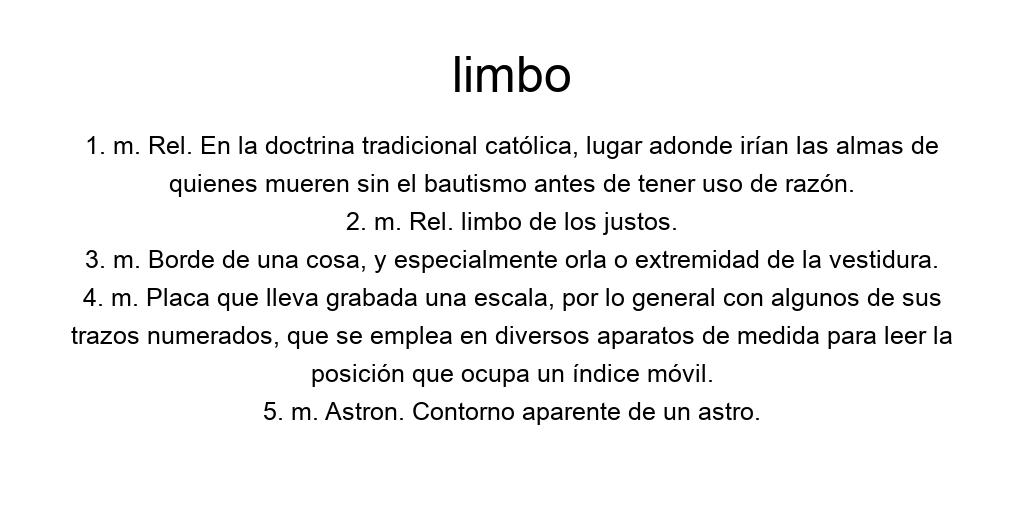 limbo
1. m. Rel. En la doctrina tradicional católica, lugar adonde irían las almas de
quienes mueren sin el bautismo antes de tener uso de razón.
2. m. Rel. limbo de los justos.
3. m. Borde de una cosa, y especialmente orla o extremidad de la vestidura.
4. m. Placa que lleva grabada una escala, por lo general con algunos de sus
trazos numerados, que se emplea en diversos aparatos de medida para leer la
posición que ocupa un índice móvil.
5. m. Astron. Contorno aparente de un astro.